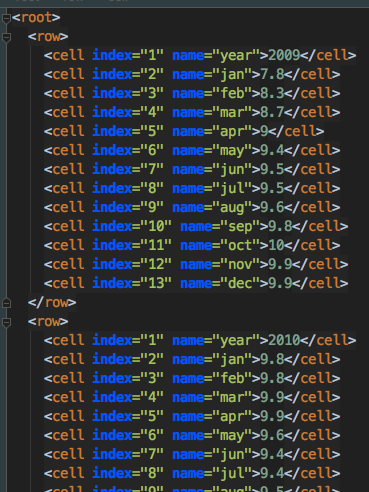 <root>
<row>
<cell index="1" name="year">2009</cell>
<cell index="2" name="jan">7.8</cell>
<cell index="3" name="feb">8.3</cell>
<cell index="4" name="mar">8.7</cell>
<cell index="5" name="apr">9</cell>
<cell index="6" name="may">9.4</cell>
<cell index="7" name="jun">9.5</cell>
<cell index="8" name="jul">9.5</cell>
<cell index="9" name="aug">9.6</cell>
<cell index="10" name="sep">9.8</cell>
<cell index="11" name="oct">10</cell>
<cell index="12" name="nov">9.9</cell>
<cell index="13" name="dec">9.9</cell>
</row>
<row>
<cell index="1" name="year">2010</cell>
<cell index="2" name="jan">9.8</cell>
<cell index="3" name="feb">9.8</cell>
<cell index="4" name="mar">9.9</cell>
<cell index="5" name="apr">9.9</cell>
<cell index="6" name="may">9.6</cell>
<cell index="7" name="jun">9.4</cell>
<cell index="8" name="jul">9.4</cell>
<cell index="9" name="aug">9.5</cell>